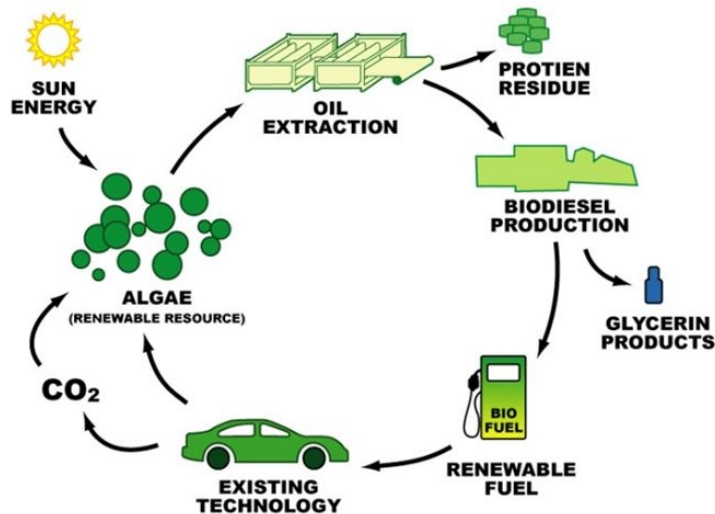 SUN
ENERGY
OIL
EXTRACTION
PROTIEN
RESIDUE
BIODIESEL
PRODUCTION
GLYCERIN
PRODUCTS
BIO
FUEL
RENEWABLE
FUEL
EXISTING
TECHNOLOGY
CO₂
ALGAE
(RENEWABLE RESOURCE)